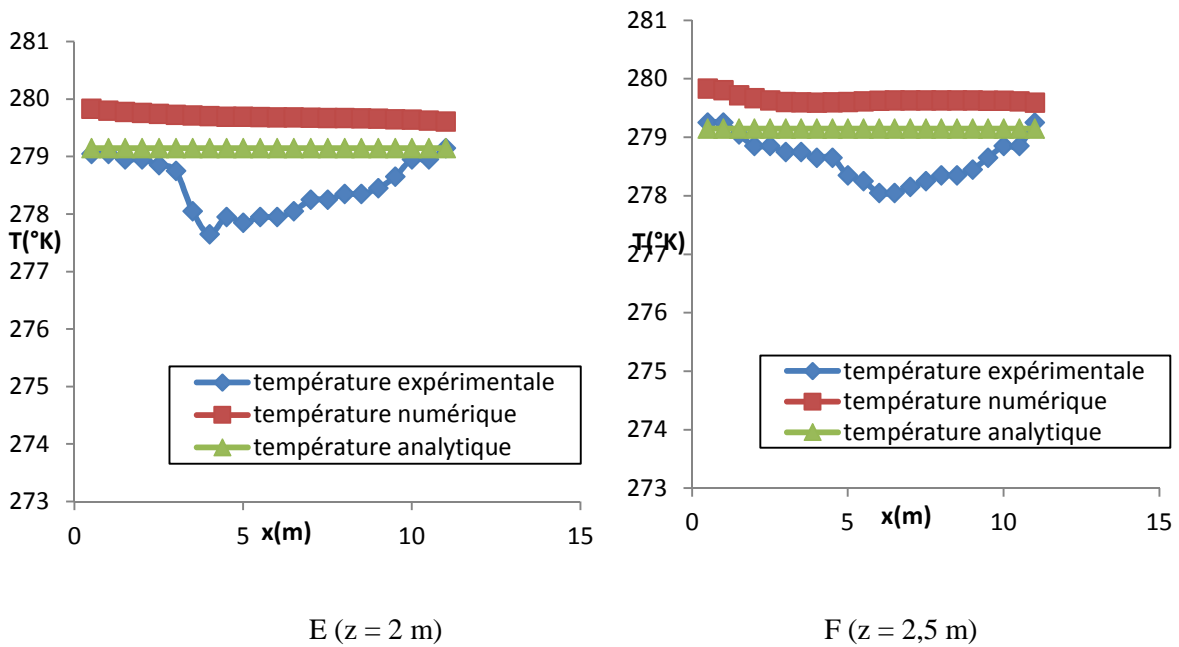 281
280
279
278
T(°K)
277
276
275
274
273
0
5
10
15
x(m)
température expérimentale
température numérique
température analytique
E (z = 2 m)
281
280
279
278
T(°K)
277
276
275
274
273
0
5
10
15
x(m)
température expérimentale
température numérique
température analytique
F (z = 2,5 m)